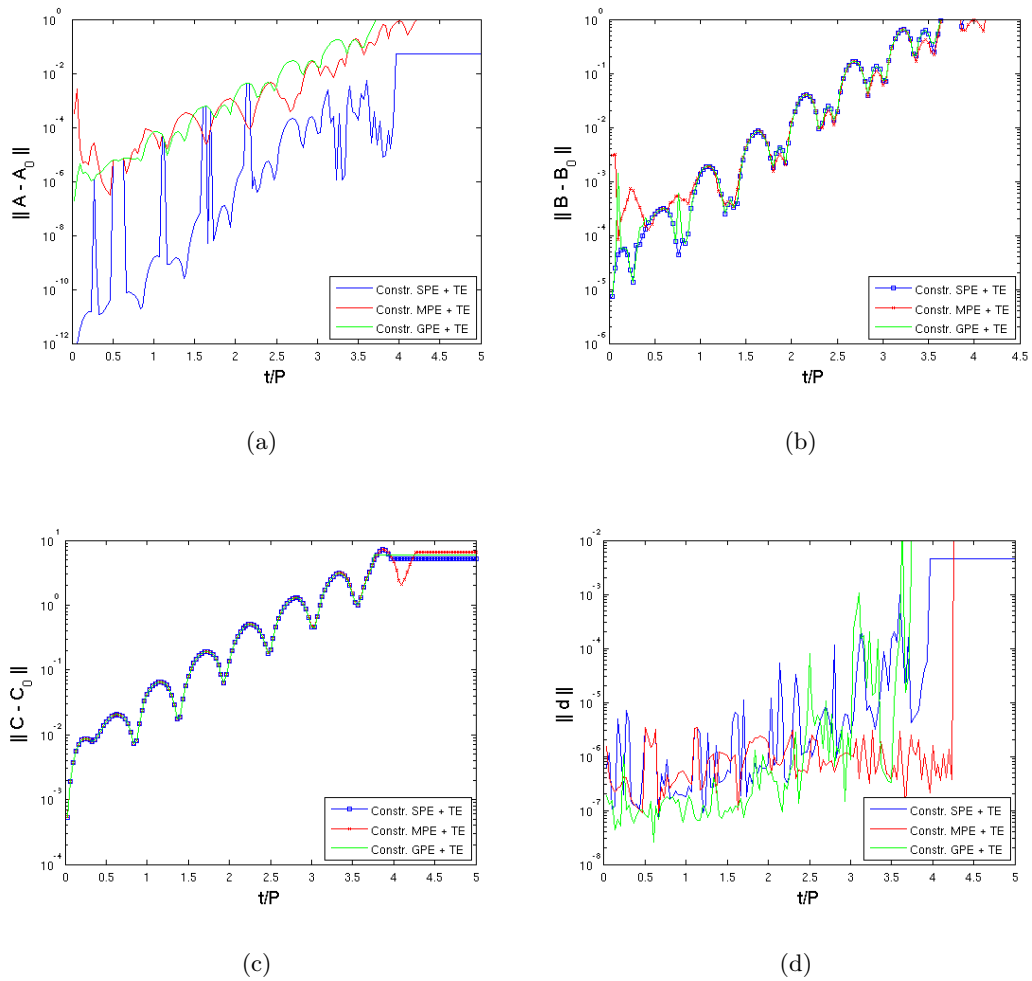 10^0
10^-2
10^-4
10^-6
10^-8
10^-10
10^-12
|| A - A_0 ||
0 0.5 1 1.5 2 2.5 3 3.5 4 4.5 5
t/P
Constr. SPE + TE
Constr. MPE + TE
Constr. GPE + TE
(a)
10^0
10^-1
10^-2
10^-3
10^-4
10^-5
10^-6
|| B - B_0 ||
0 0.5 1 1.5 2 2.5 3 3.5 4 4.5
t/P
Constr. SPE + TE
Constr. MPE + TE
Constr. GPE + TE
(b)
10^1
10^0
10^-1
10^-2
10^-3
10^-4
|| C - C_0 ||
0 0.5 1 1.5 2 2.5 3 3.5 4 4.5 5
t/P
Constr. SPE + TE
Constr. MPE + TE
Constr. GPE + TE
(c)
10^-2
10^-3
10^-4
10^-5
10^-6
10^-7
10^-8
|| d ||
0 0.5 1 1.5 2 2.5 3 3.5 4 4.5 5
t/P
Constr. SPE + TE
Constr. MPE + TE
Constr. GPE + TE
(d)